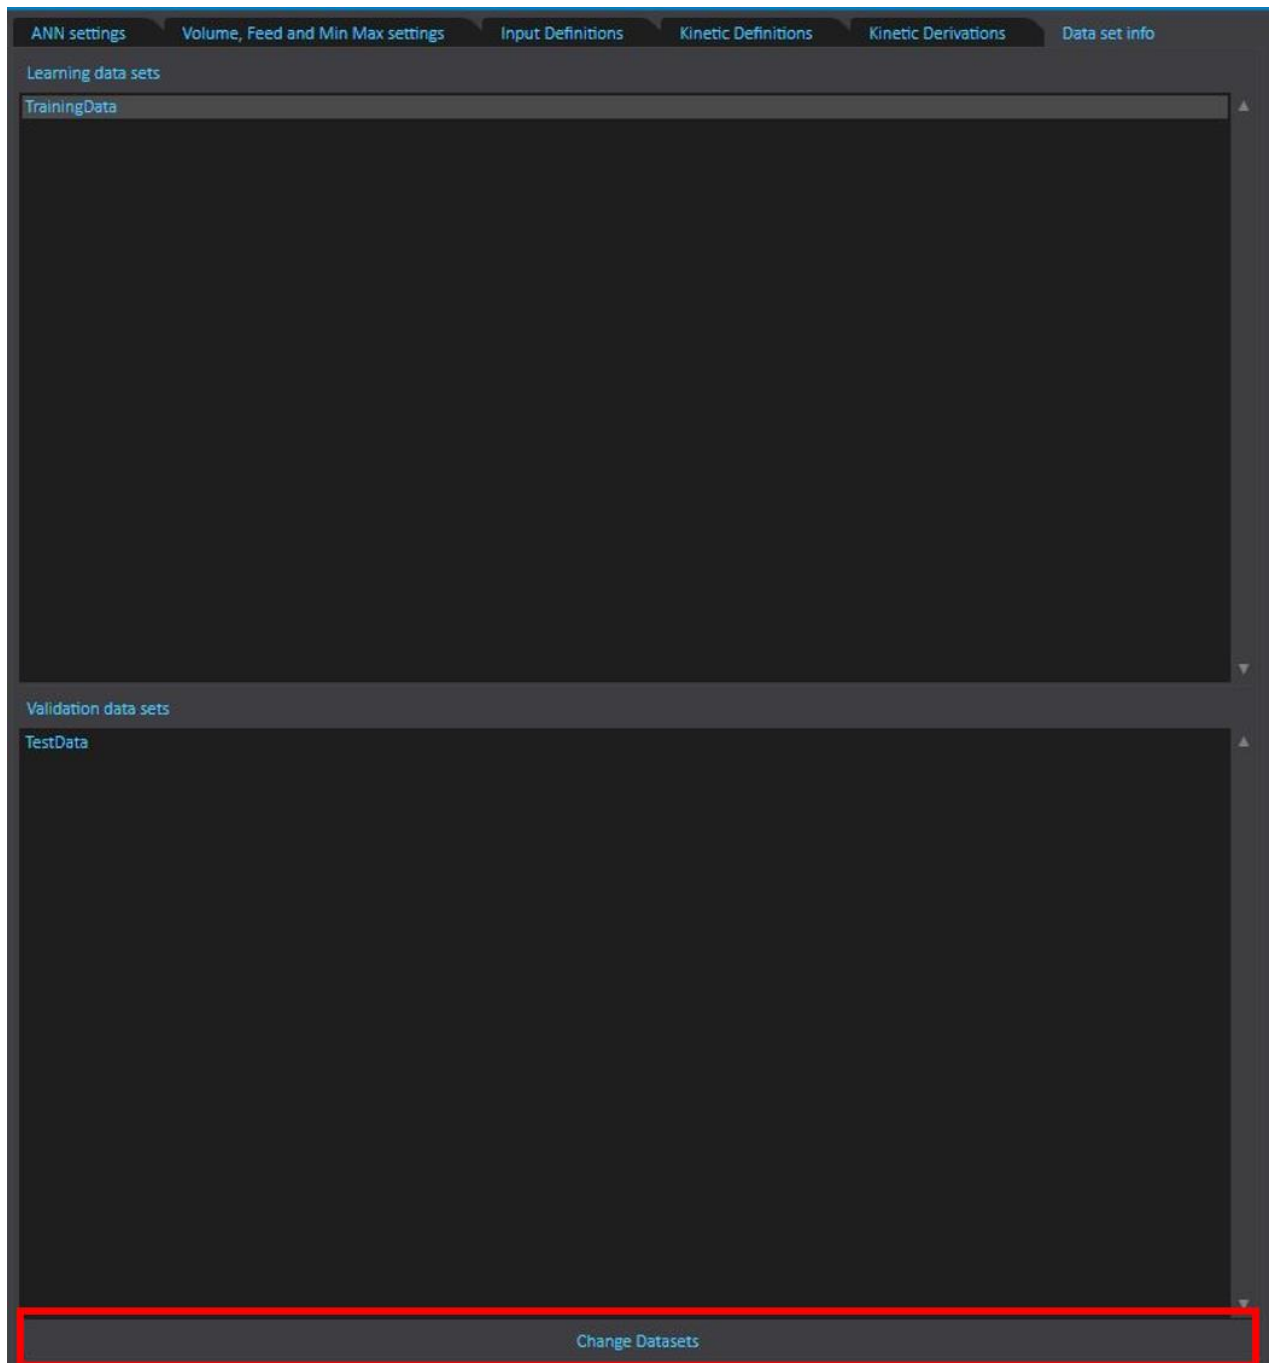 ANN settings Volume, Feed and Min Max settings Input Definitions Kinetic Definitions Kinetic Derivations Data set info
Learning data sets
TrainingData
Validation data sets
TestData
Change Datasets